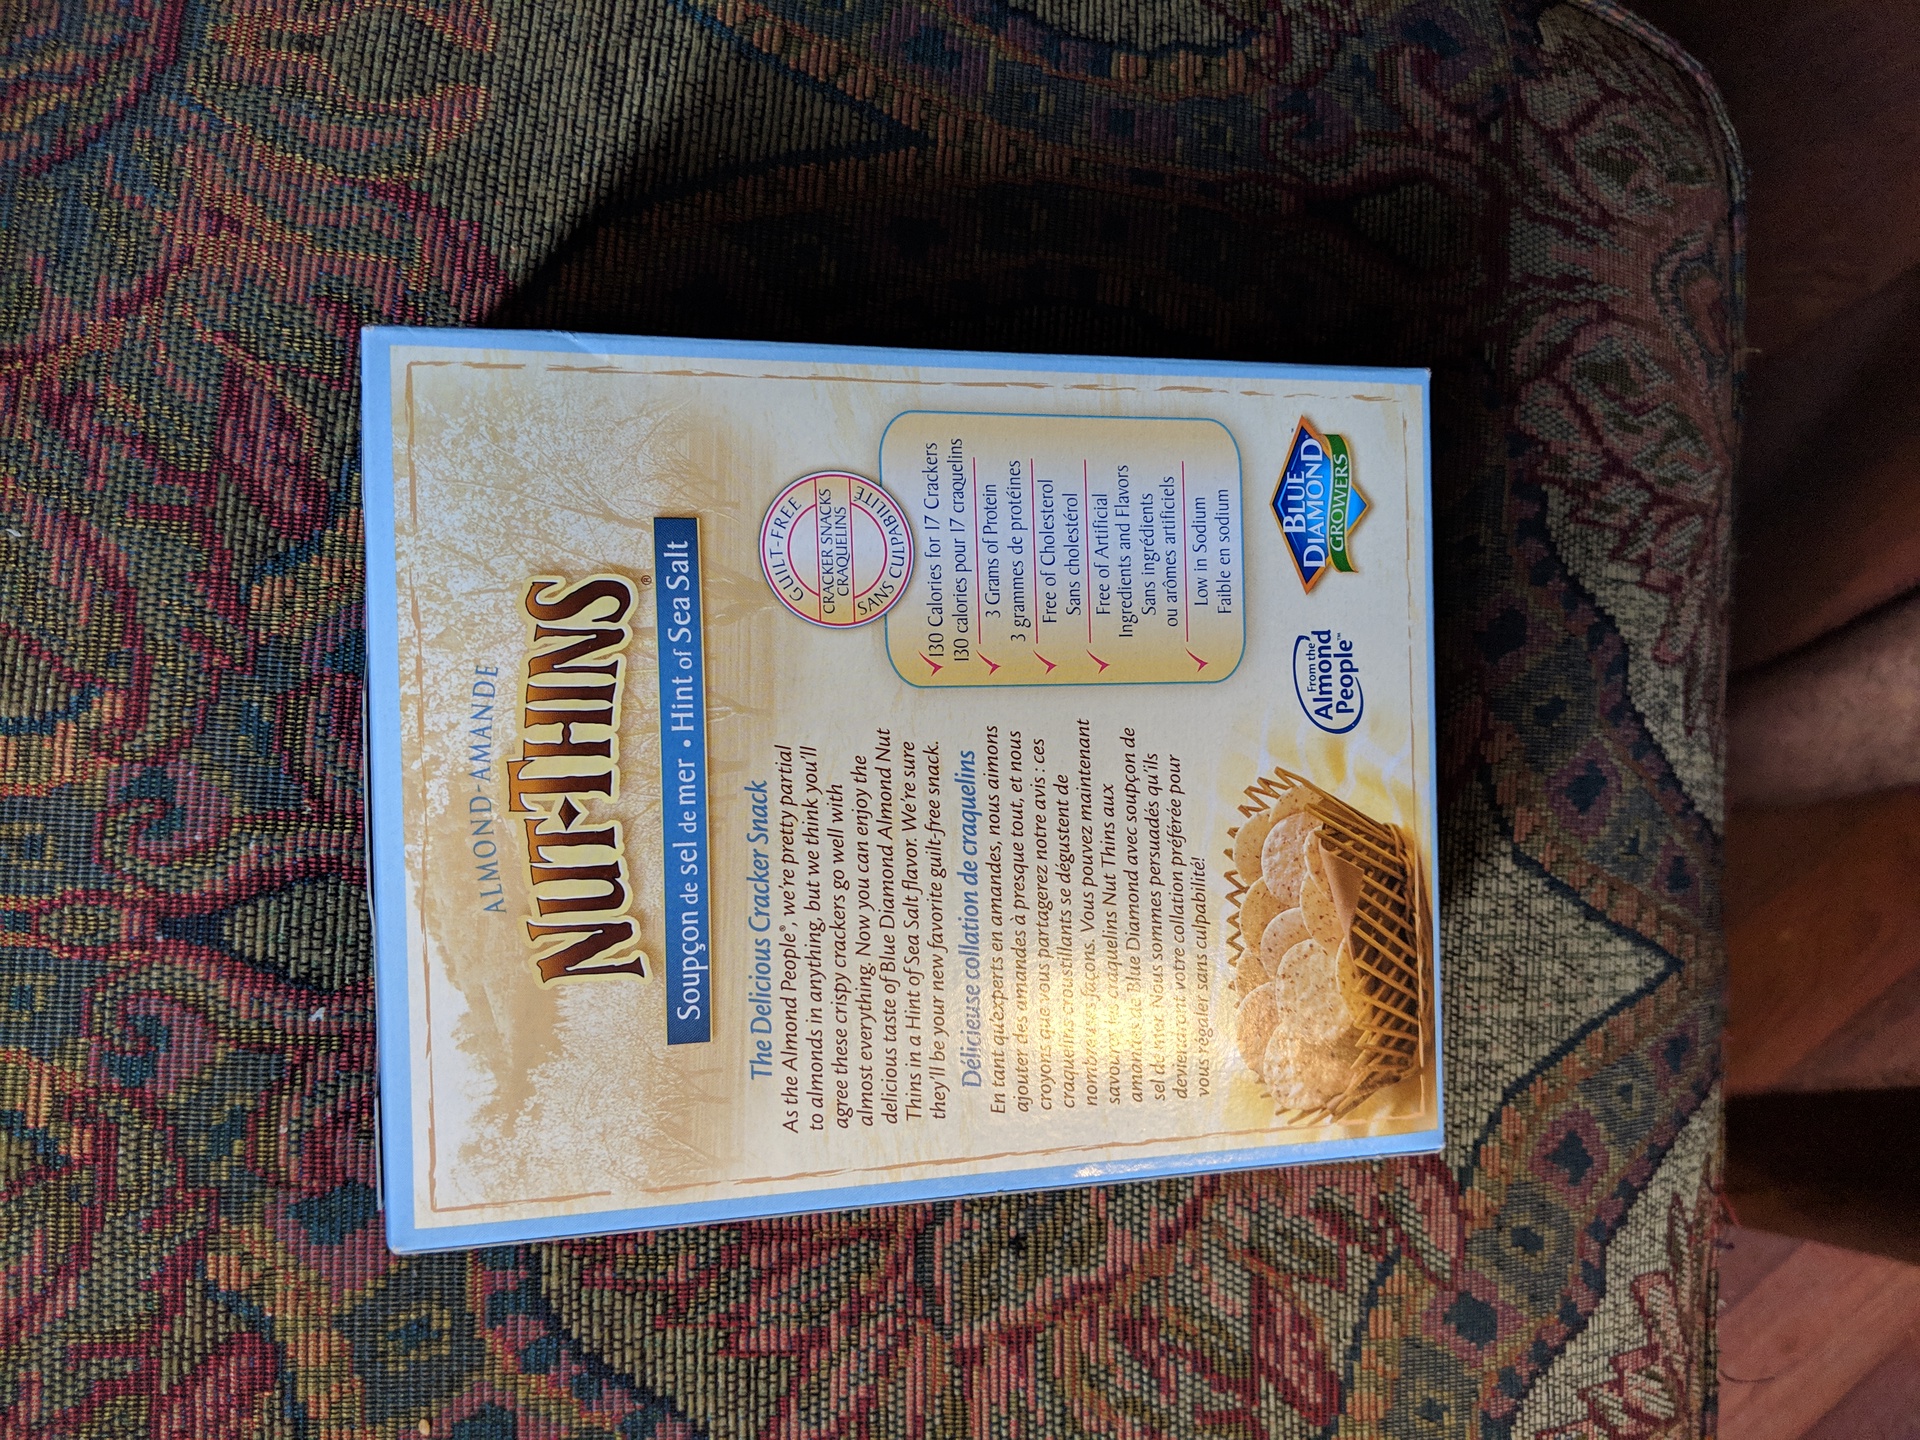 ALMOND-AMANDE
NUT-THINS®
Soupçon de sel de mer • Hint of Sea Salt
The Delicious Cracker Snack
As the Almond People®, we're pretty partial
to almonds in anything, but we think you'll
agree these crispy crackers go well with
almost everything. Now you can enjoy the
delicious taste of Blue Diamond Almond Nut
Thins in a Hint of Sea Salt flavor. We're sure
they'll be your new favorite guilt-free snack.
Délicieuse collation de craquelins
En tant qu'experts en amandes, nous aimons
ajouter des amandes à presque tout, et nous
croyons que vous partagerez notre avis : ces
craquelins croustillants se dégustent de
nombreuses façons. Vous pouvez maintenant
savourer les craquelins Nut Thins aux
amandes de Blue Diamond avec soupçon de
sel de mer. Nous sommes persuadés qu'ils
deviendront votre collation préférée pour
vous régaler sans culpabilité!
GUILT-FREE
CRACKER SNACKS
CRAQUELINS
SANS CULPABILITÉ
130 Calories for 17 Crackers
130 calories pour 17 craquelins
3 Grams of Protein
3 grammes de protéines
Free of Cholesterol
Sans cholestérol
Free of Artificial
Ingredients and Flavors
Sans ingrédients
ou arômes artificiels
Low in Sodium
Faible en sodium
From the
Almond
People™
BLUE
DIAMOND®
GROWERS